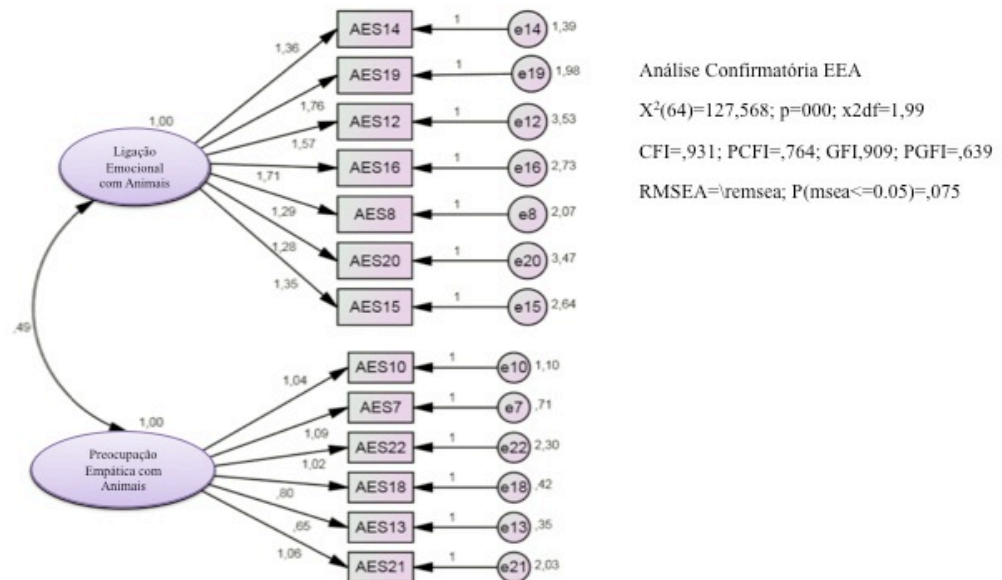 1,00
Ligação
Emocional
com Animais
1,36
1,76
1,57
1,71
1,29
1,28
1,35
AES14 1 e14 1,39
AES19 1 e19 1,98
AES12 1 e12 3,53
AES16 1 e16 2,73
AES8 1 e8 2,07
AES20 1 e20 3,47
AES15 1 e15 2,64
,49
1,00
Preocupação
Empática com
Animais
1,04
1,09
1,02
,80
,65
1,06
AES10 1 e10 1,10
AES7 1 e7 ,71
AES22 1 e22 2,30
AES18 1 e18 ,42
AES13 1 e13 ,35
AES21 1 e21 2,03
Análise Confirmatória EEA
X²(64)=127,568; p=000; x2df=1,99
CFI=,931; PCFI=,764; GFI,909; PGFI=,639
RMSEA=\remsea; P(msea<=0.05)=,075